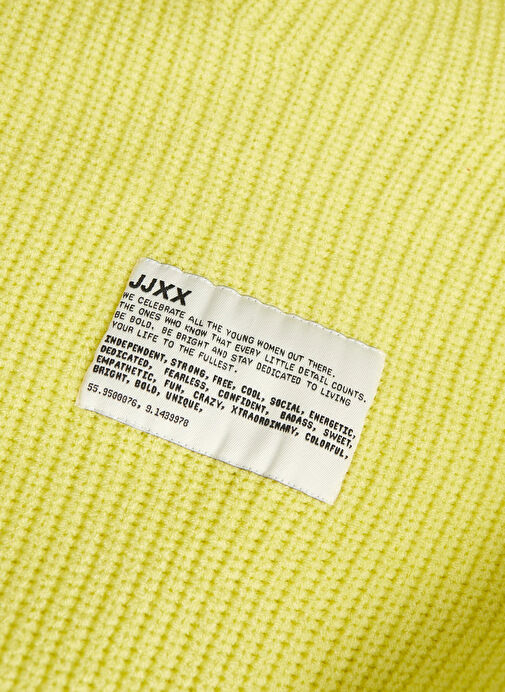 JJXX
WE CELEBRATE ALL THE YOUNG WOMEN OUT THERE.
THE ONES WHO KNOW THAT EVERY LITTLE DETAIL COUNTS.
BE BOLD. BE BRIGHT AND STAY DEDICATED TO LIVING
YOUR LIFE TO THE FULLEST.
INDEPENDENT, STRONG, FREE, COOL, SOCIAL, ENERGETIC,
DEDICATED, FEARLESS, CONFIDENT, BADASS, SWEET,
EMPATHETIC, FUN, CRAZY, XTRAORDINARY, COLORFUL,
BRIGHT, BOLD, UNIQUE,
55.9500076, 9.1499970